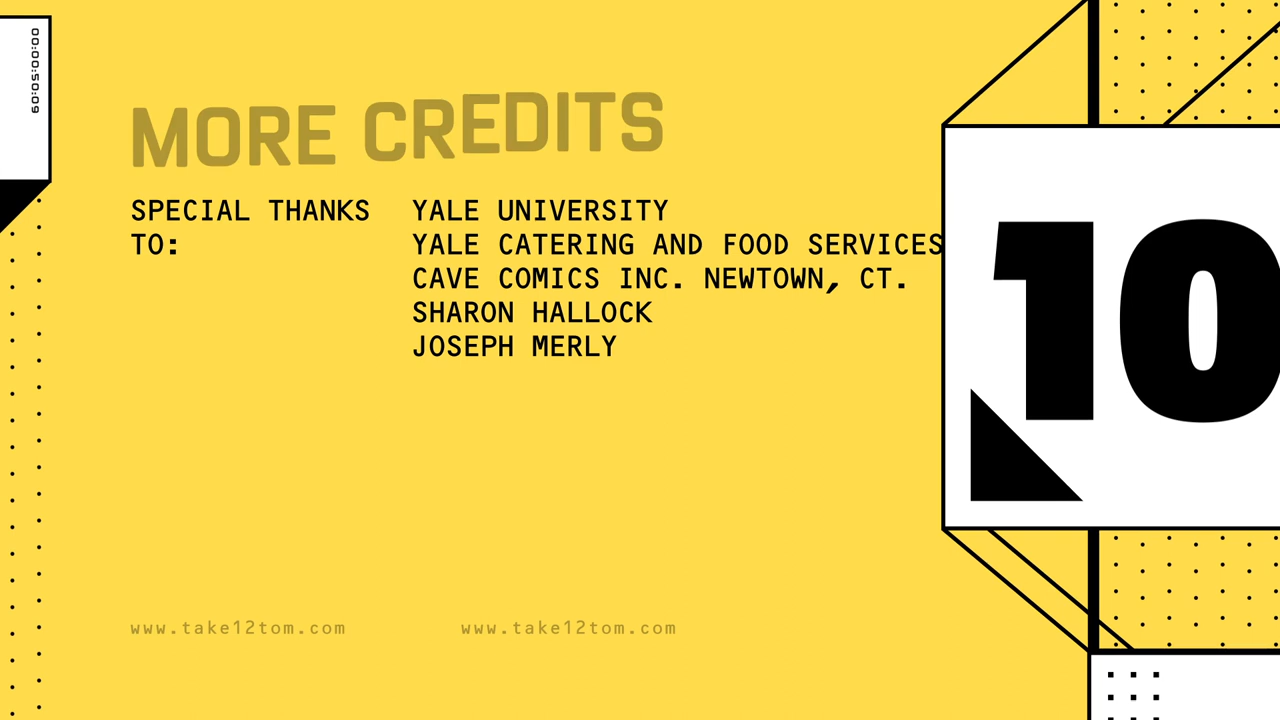 00:00:50:09
MORE CREDITS
SPECIAL THANKS
TO:
YALE UNIVERSITY
YALE CATERING AND FOOD SERVICES
CAVE COMICS INC. NEWTOWN, CT.
SHARON HALLOCK
JOSEPH MERLY
10
www.take12tom.com
www.take12tom.com